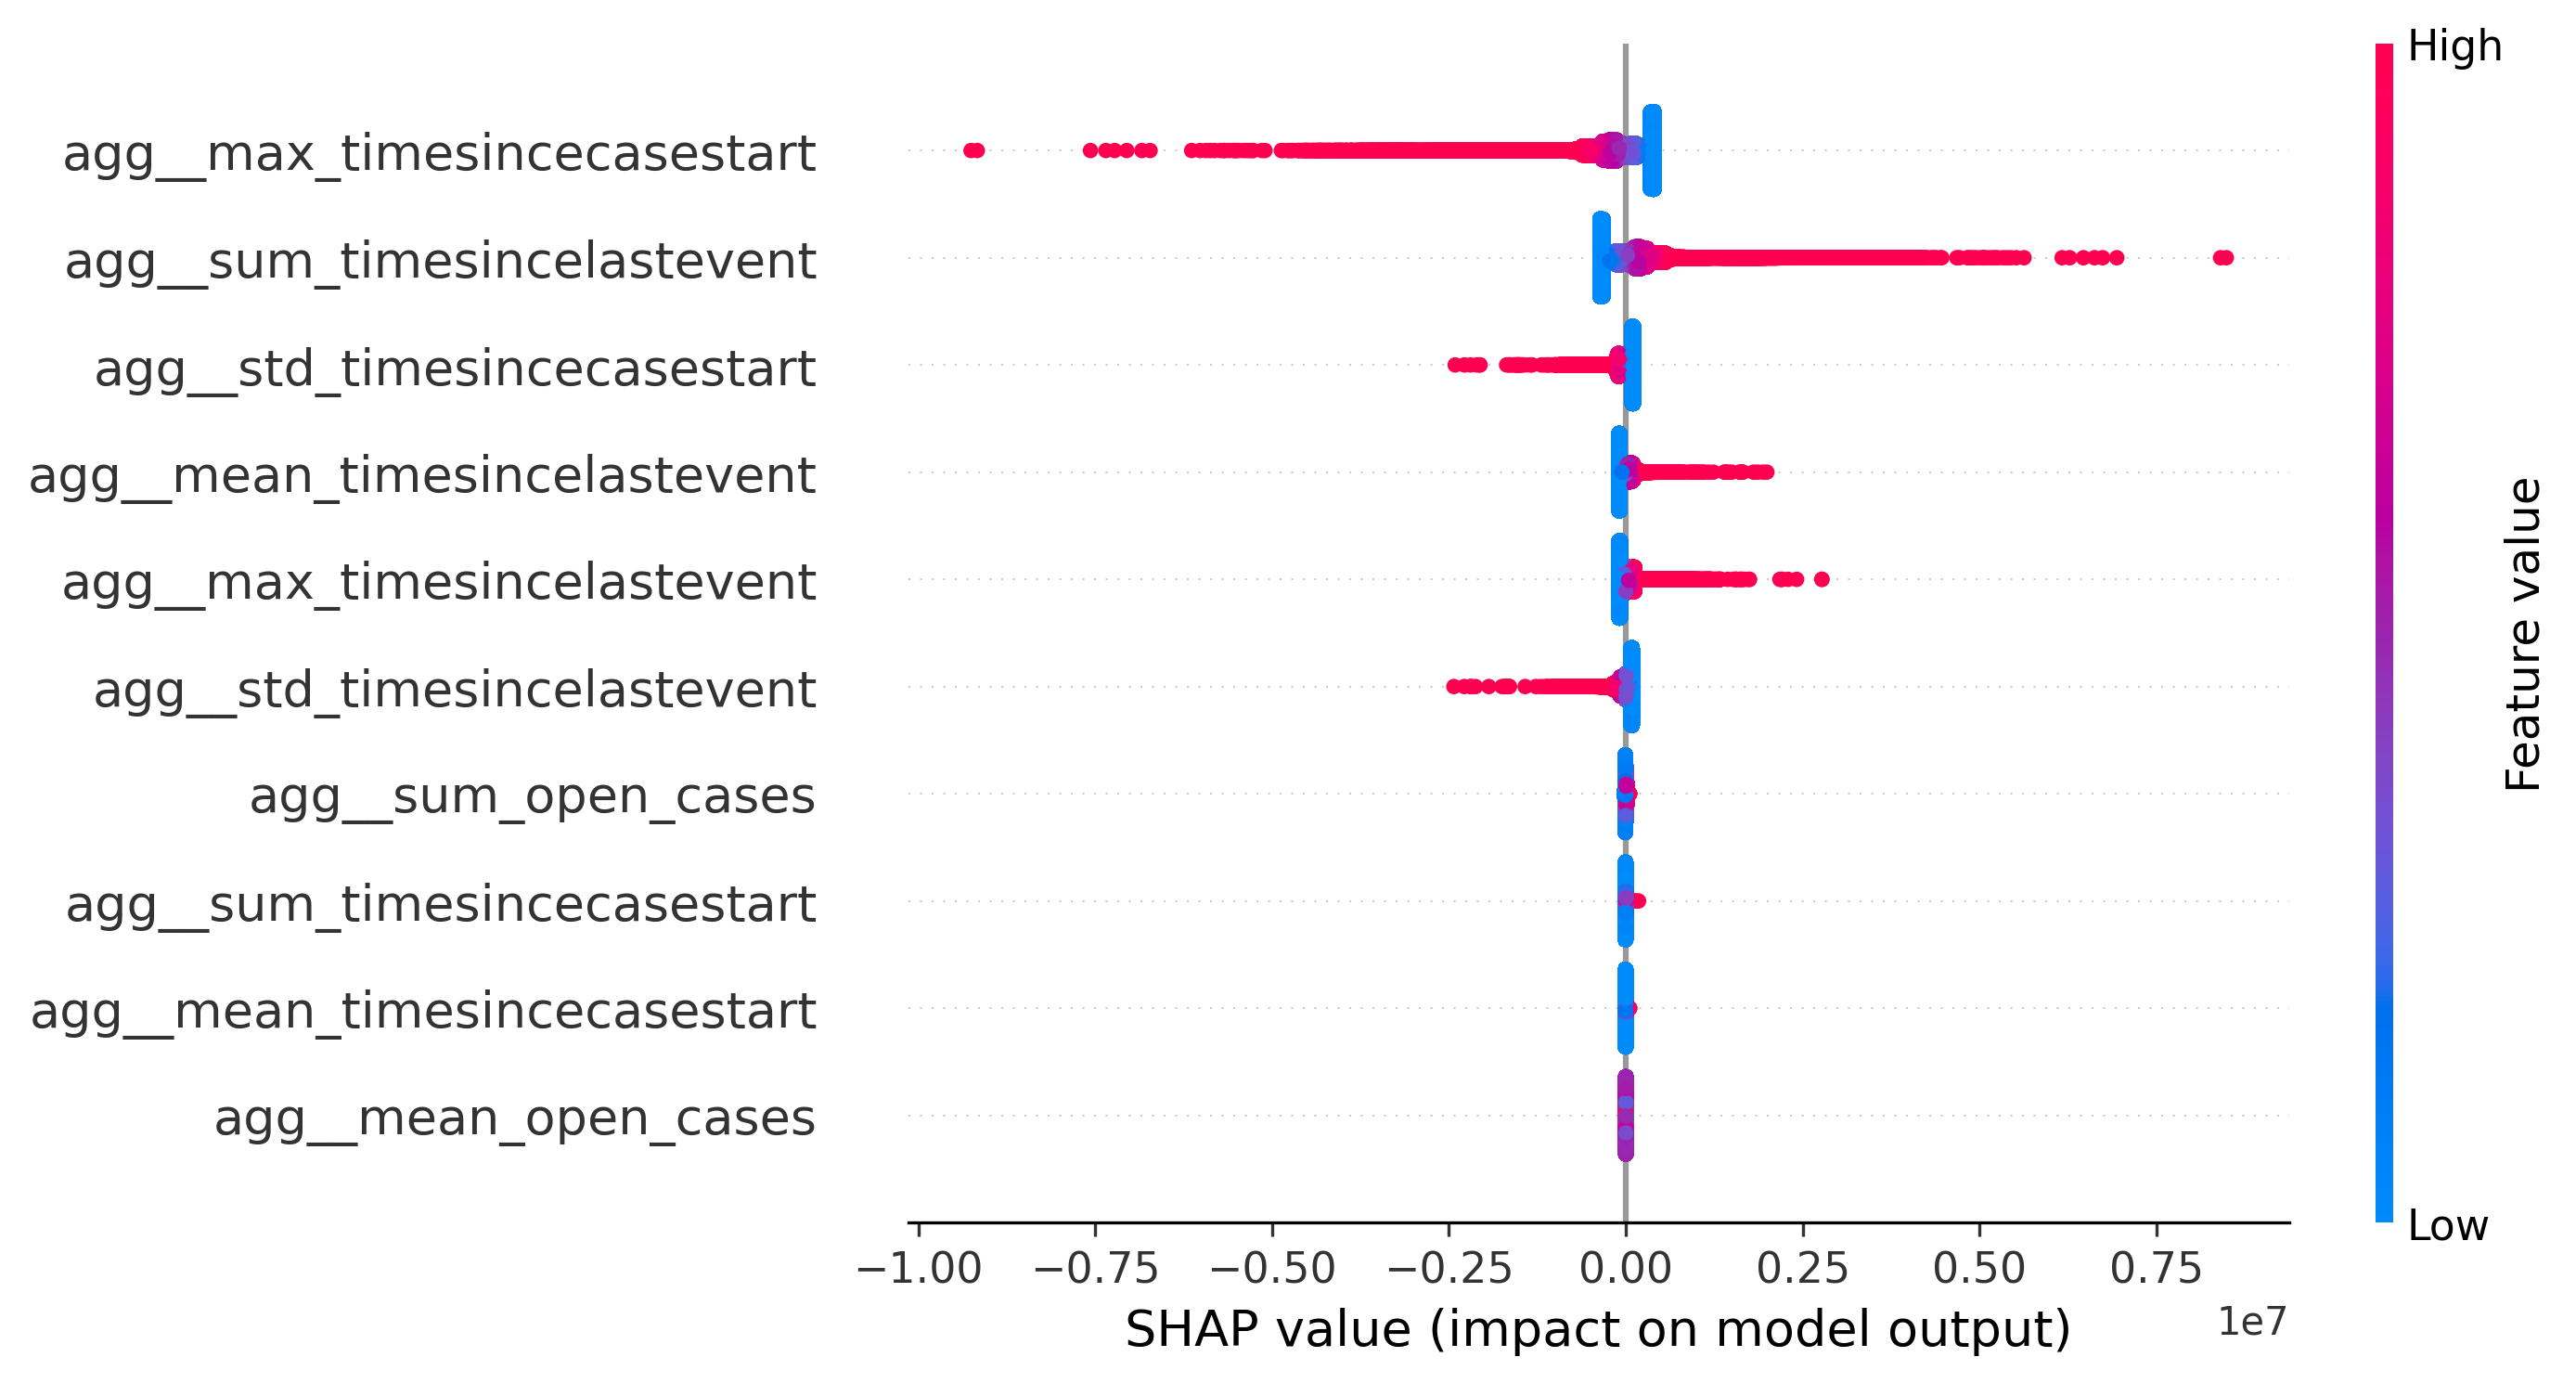 High
agg__max_timesincecasestart
agg__sum_timesincelastevent
agg__std_timesincecasestart
agg__mean_timesincelastevent
agg__max_timesincelastevent
agg__std_timesincelastevent
agg__sum_open_cases
agg__sum_timesincecasestart
agg__mean_timesincecasestart
agg__mean_open_cases
Feature value
Low
−1.00 −0.75 −0.50 −0.25 0.00 0.25 0.50 0.75
1e7
SHAP value (impact on model output)